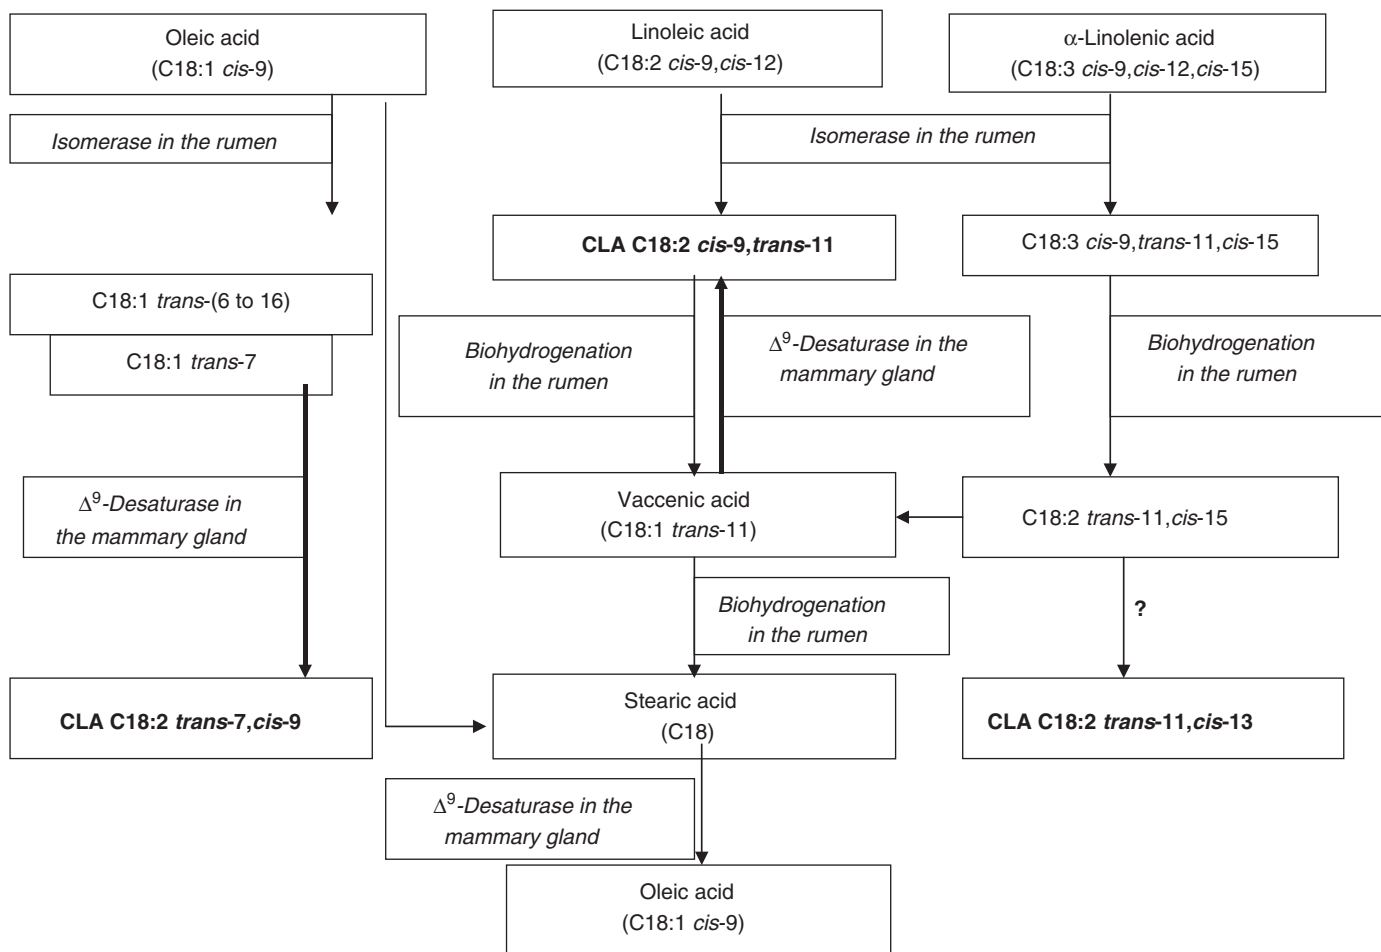 Oleic acid
(C18:1 cis-9)
Linoleic acid
(C18:2 cis-9,cis-12)
α-Linolenic acid
(C18:3 cis-9,cis-12,cis-15)
Isomerase in the rumen
Isomerase in the rumen
CLA C18:2 cis-9,trans-11
C18:3 cis-9,trans-11,cis-15
C18:1 trans-(6 to 16)
C18:1 trans-7
Biohydrogenation
in the rumen
Δ9-Desaturase in the
mammary gland
Biohydrogenation
in the rumen
Δ9-Desaturase in
the mammary gland
Vaccenic acid
(C18:1 trans-11)
C18:2 trans-11,cis-15
Biohydrogenation
in the rumen
?
CLA C18:2 trans-7,cis-9
Stearic acid
(C18)
CLA C18:2 trans-11,cis-13
Δ9-Desaturase in the
mammary gland
Oleic acid
(C18:1 cis-9)